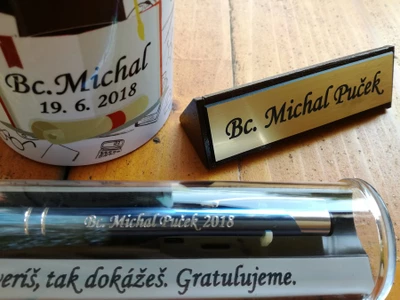 Bc. Michal
19. 6. 2018
Bc. Michal Puček
Bc. Michal Puček 2018
veríš, tak dokážeš. Gratulujeme.